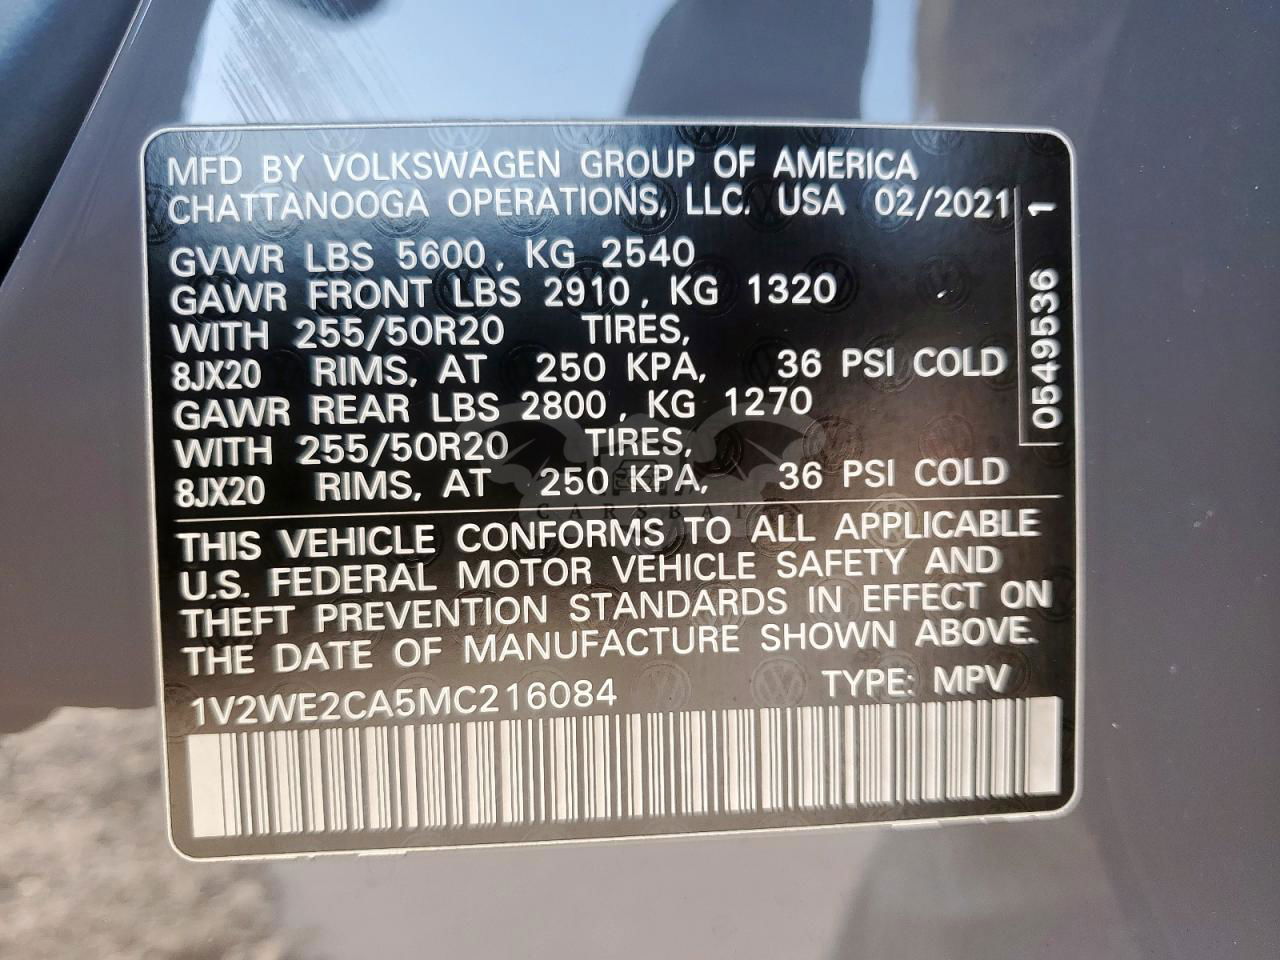 MFD BY VOLKSWAGEN GROUP OF AMERICA
CHATTANOOGA OPERATIONS, LLC. USA 02/2021
GVWR LBS 5600, KG 2540
GAWR FRONT LBS 2910, KG 1320
WITH 255/50R20 TIRES,
8JX20 RIMS, AT 250 KPA, 36 PSI COLD
GAWR REAR LBS 2800, KG 1270
WITH 255/50R20 TIRES,
8JX20 RIMS, AT 250 KPA, 36 PSI COLD
0549536 1
CARSBAT
THIS VEHICLE CONFORMS TO ALL APPLICABLE
U.S. FEDERAL MOTOR VEHICLE SAFETY AND
THEFT PREVENTION STANDARDS IN EFFECT ON
THE DATE OF MANUFACTURE SHOWN ABOVE.
1V2WE2CA5MC216084 TYPE: MPV